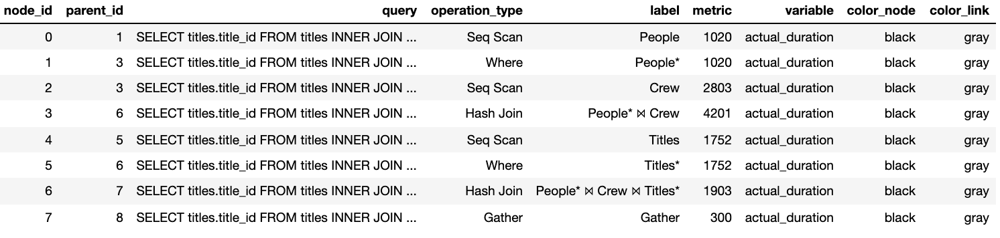 node_id parent_id query operation_type label metric variable color_node color_link
0 1 SELECT titles.title_id FROM titles INNER JOIN ... Seq Scan People 1020 actual_duration black gray
1 3 SELECT titles.title_id FROM titles INNER JOIN ... Where People* 1020 actual_duration black gray
2 3 SELECT titles.title_id FROM titles INNER JOIN ... Seq Scan Crew 2803 actual_duration black gray
3 6 SELECT titles.title_id FROM titles INNER JOIN ... Hash Join People* ⋈ Crew 4201 actual_duration black gray
4 5 SELECT titles.title_id FROM titles INNER JOIN ... Seq Scan Titles 1752 actual_duration black gray
5 6 SELECT titles.title_id FROM titles INNER JOIN ... Where Titles* 1752 actual_duration black gray
6 7 SELECT titles.title_id FROM titles INNER JOIN ... Hash Join People* ⋈ Crew ⋈ Titles* 1903 actual_duration black gray
7 8 SELECT titles.title_id FROM titles INNER JOIN ... Gather Gather 300 actual_duration black gray